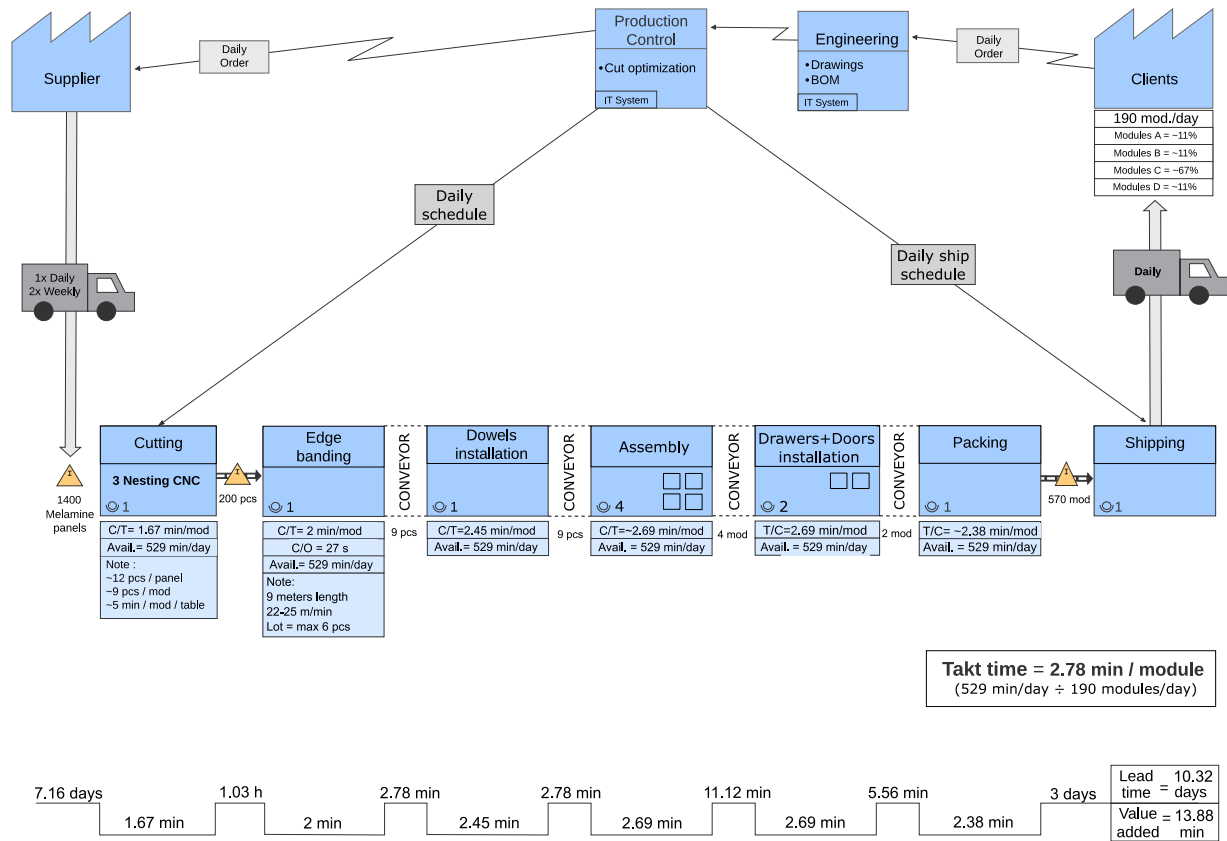 Supplier
Daily
Order
Production
Control
•Cut optimization
IT System
Engineering
•Drawings
•BOM
IT System
Daily
Order
Clients
190 mod./day
Modules A = ~11%
Modules B = ~11%
Modules C = ~67%
Modules D = ~11%
Daily
schedule
Daily ship
schedule
1x Daily
2x Weekly
Daily
I
1400
Melamine
panels
Cutting
3 Nesting CNC
1
C/T= 1.67 min/mod
Avail.= 529 min/day
Note :
~12 pcs / panel
~9 pcs / mod
~5 min / mod / table
I
200 pcs
Edge
banding
1
C/T= 2 min/mod
C/O = 27 s
Avail.= 529 min/day
Note:
9 meters length
22-25 m/min
Lot = max 6 pcs
CONVEYOR
9 pcs
Dowels
installation
1
C/T=2.45 min/mod
Avail.= 529 min/day
CONVEYOR
9 pcs
Assembly
4
C/T=~2.69 min/mod
Avail. = 529 min/day
CONVEYOR
4 mod
Drawers+Doors
installation
2
T/C=2.69 min/mod
Avail. = 529 min/day
CONVEYOR
2 mod
Packing
1
T/C= ~2.38 min/mod
Avail. = 529 min/day
I
570 mod
Shipping
1
Takt time = 2.78 min / module
(529 min/day ÷ 190 modules/day)
7.16 days
1.67 min
1.03 h
2 min
2.78 min
2.45 min
2.78 min
2.69 min
11.12 min
2.69 min
5.56 min
2.38 min
3 days
Lead time = 10.32 days
Value added = 13.88 min